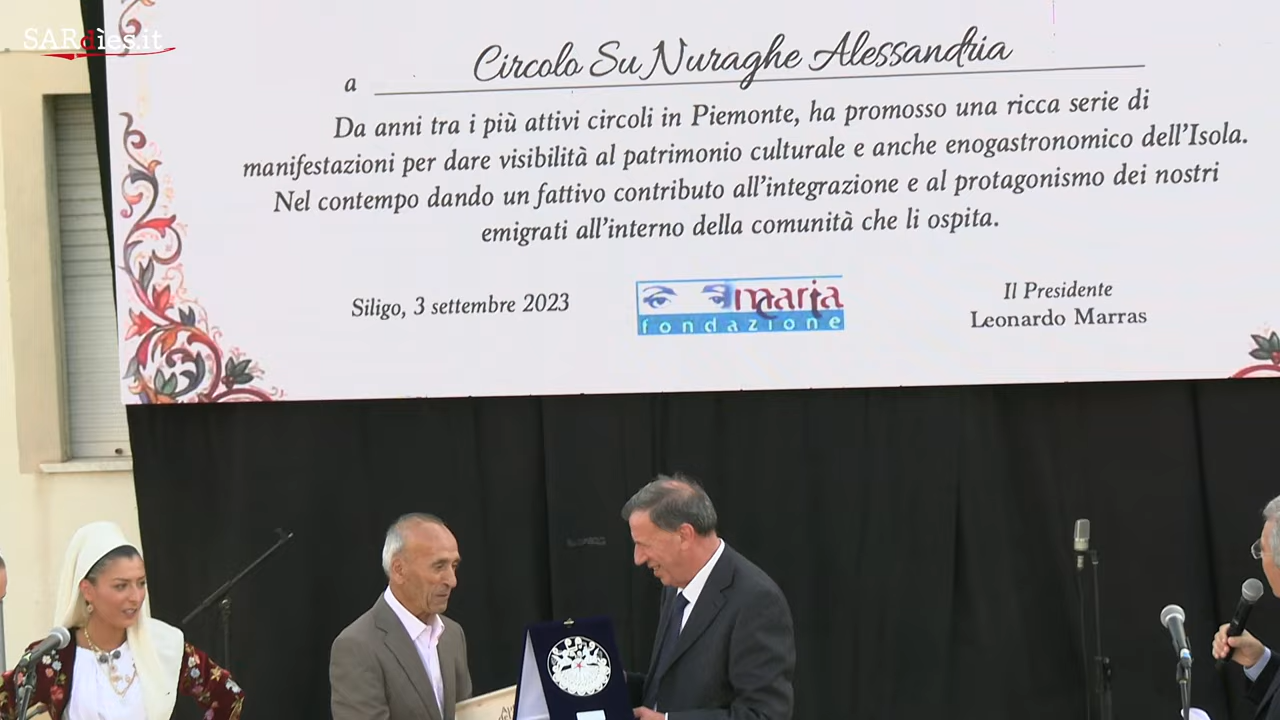 SARdies.it
a Circolo Su Nuraghe Alessandria
Da anni tra i più attivi circoli in Piemonte, ha promosso una ricca serie di
manifestazioni per dare visibilità al patrimonio culturale e anche enogastronomico dell'Isola.
Nel contempo dando un fattivo contributo all'integrazione e al protagonismo dei nostri
emigrati all'interno della comunità che li ospita.
Siligo, 3 settembre 2023
maria
fondazione
Il Presidente
Leonardo Marras